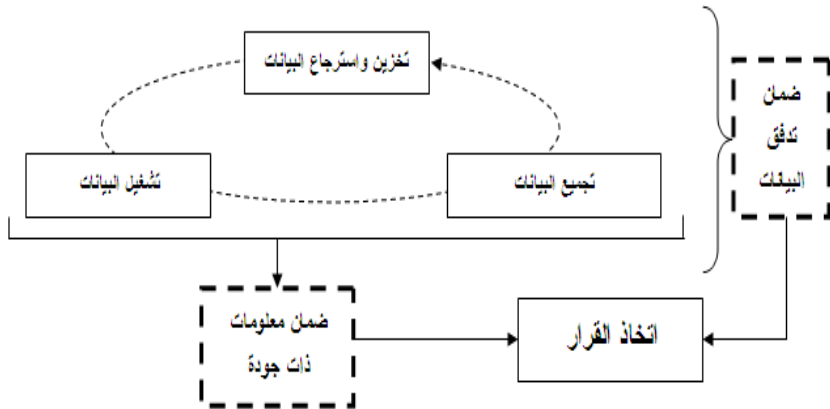 تخزين واسترجاع البيانات
ضمان
تدفق
البيانات
تجميع البيانات
تشغيل البيانات
ضمان معلومات
ذات جودة
اتخاذ القرار